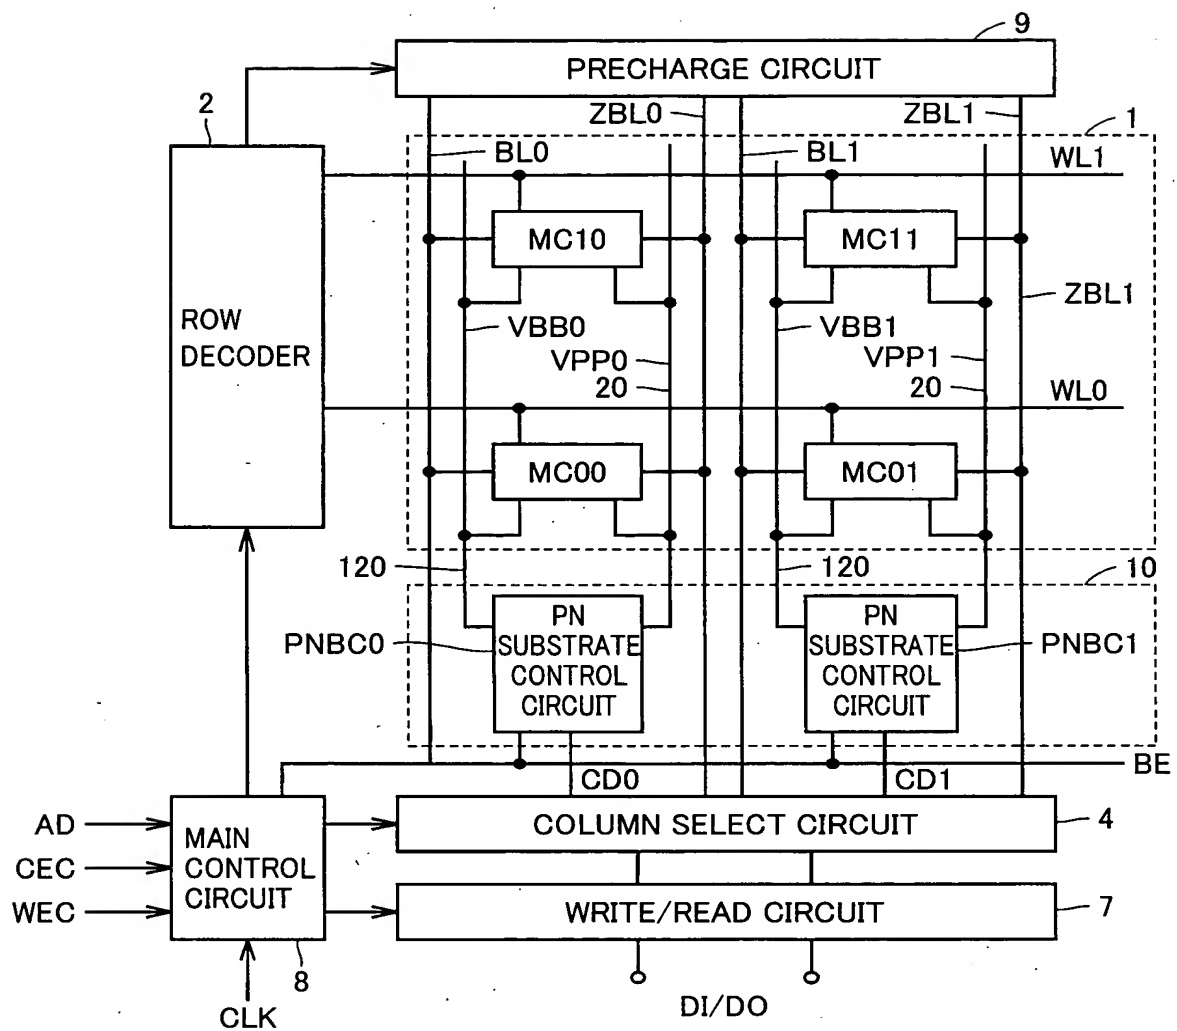 9
PRECHARGE CIRCUIT
2
ZBL0
ZBL1
1
BL0
BL1
WL1
MC10
MC11
ZBL1
ROW
DECODER
VBB0
VBB1
VPP0
VPP1
20
20
WL0
MC00
MC01
120
120
10
PNBC0
PN
SUBSTRATE
CONTROL
CIRCUIT
PN
SUBSTRATE
CONTROL
CIRCUIT
PNBC1
BE
CD0
CD1
AD
CEC
WEC
MAIN
CONTROL
CIRCUIT
COLUMN SELECT CIRCUIT
4
WRITE/READ CIRCUIT
7
8
CLK
DI/DO